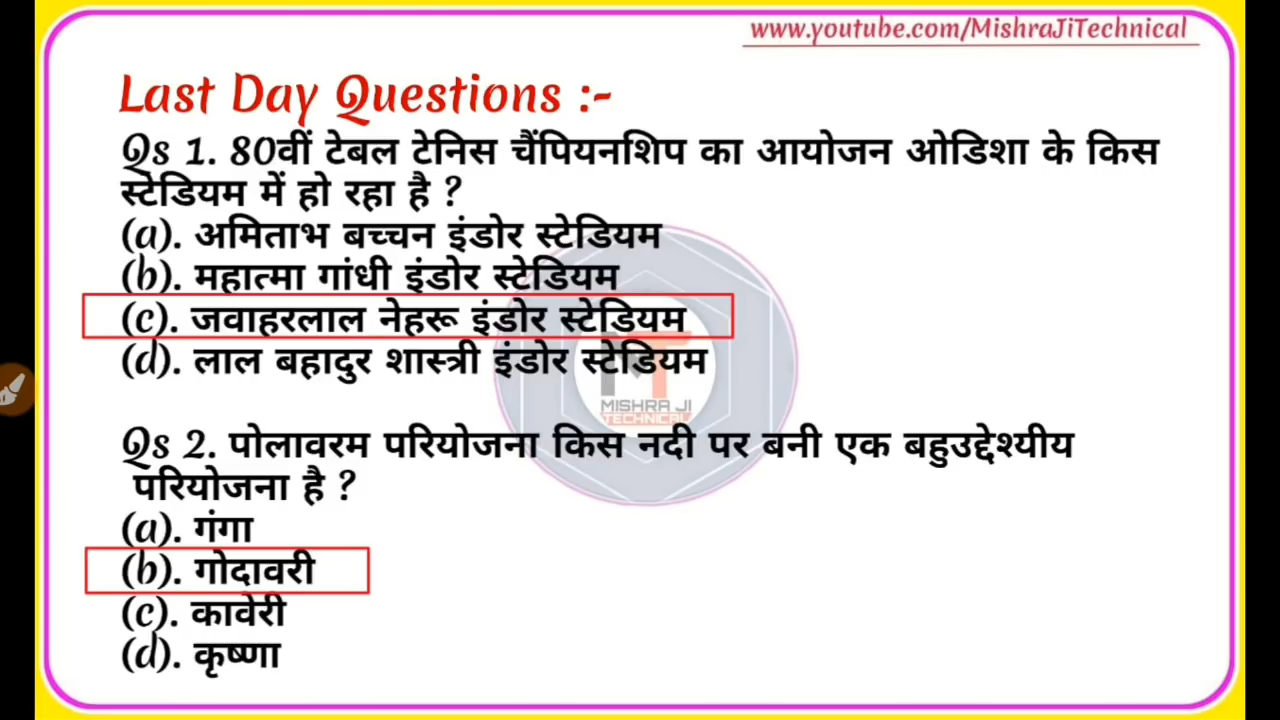 www.youtube.com/MishraJiTechnical
Last Day Questions :-
Qs 1. 80वीं टेबल टेनिस चैंपियनशिप का आयोजन ओडिशा के किस
स्टेडियम में हो रहा है ?
(a). अमिताभ बच्चन इंडोर स्टेडियम
(b). महात्मा गांधी इंडोर स्टेडियम
(c). जवाहरलाल नेहरू इंडोर स्टेडियम
(d). लाल बहादुर शास्त्री इंडोर स्टेडियम
MT
MISHRA JI
TECHNICAL
Qs 2. पोलावरम परियोजना किस नदी पर बनी एक बहुउद्देश्यीय
परियोजना है ?
(a). गंगा
(b). गोदावरी
(c). कावेरी
(d). कृष्णा